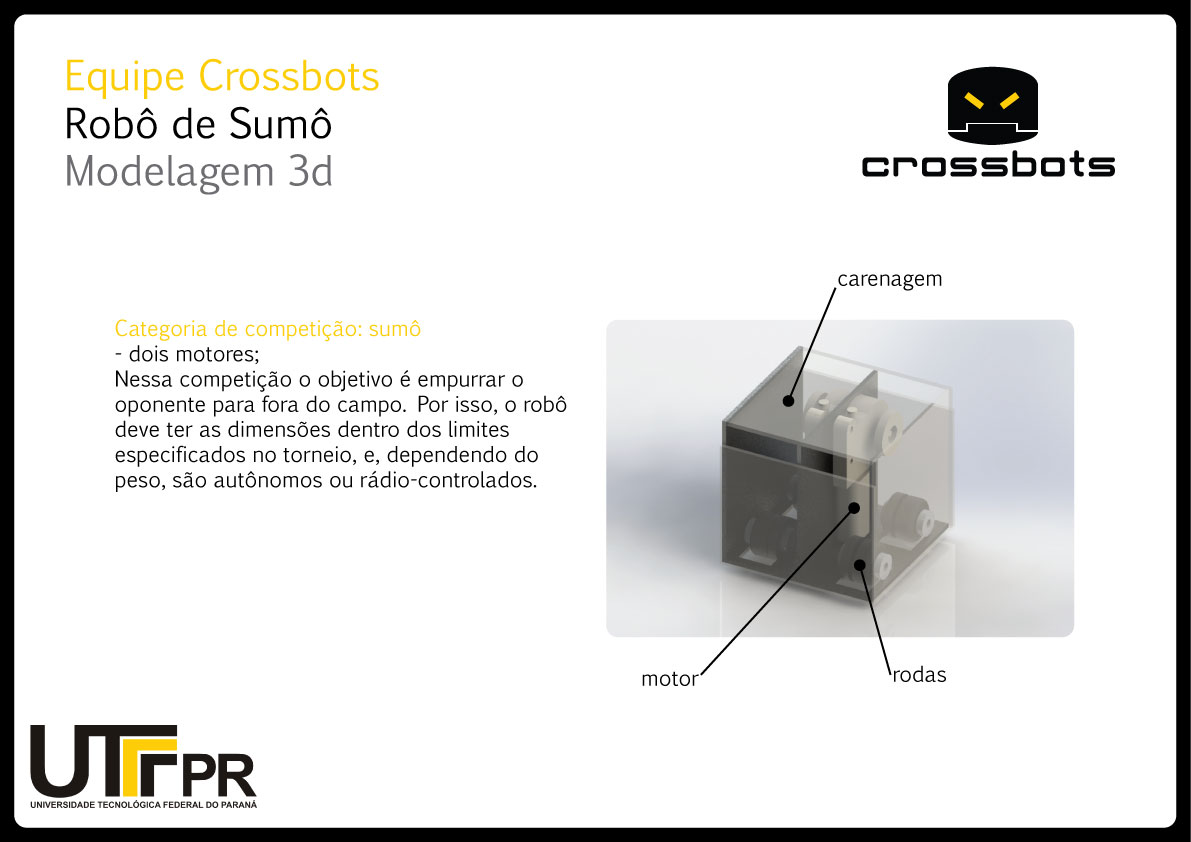 Equipe Crossbots
Robô de Sumô
Modelagem 3d
crossbots
carenagem
Categoria de competição: sumô
- dois motores;
Nessa competição o objetivo é empurrar o
oponente para fora do campo. Por isso, o robô
deve ter as dimensões dentro dos limites
especificados no torneio, e, dependendo do
peso, são autônomos ou rádio-controlados.
motor
rodas
UTFPR
UNIVERSIDADE TECNOLÓGICA FEDERAL DO PARANÁ